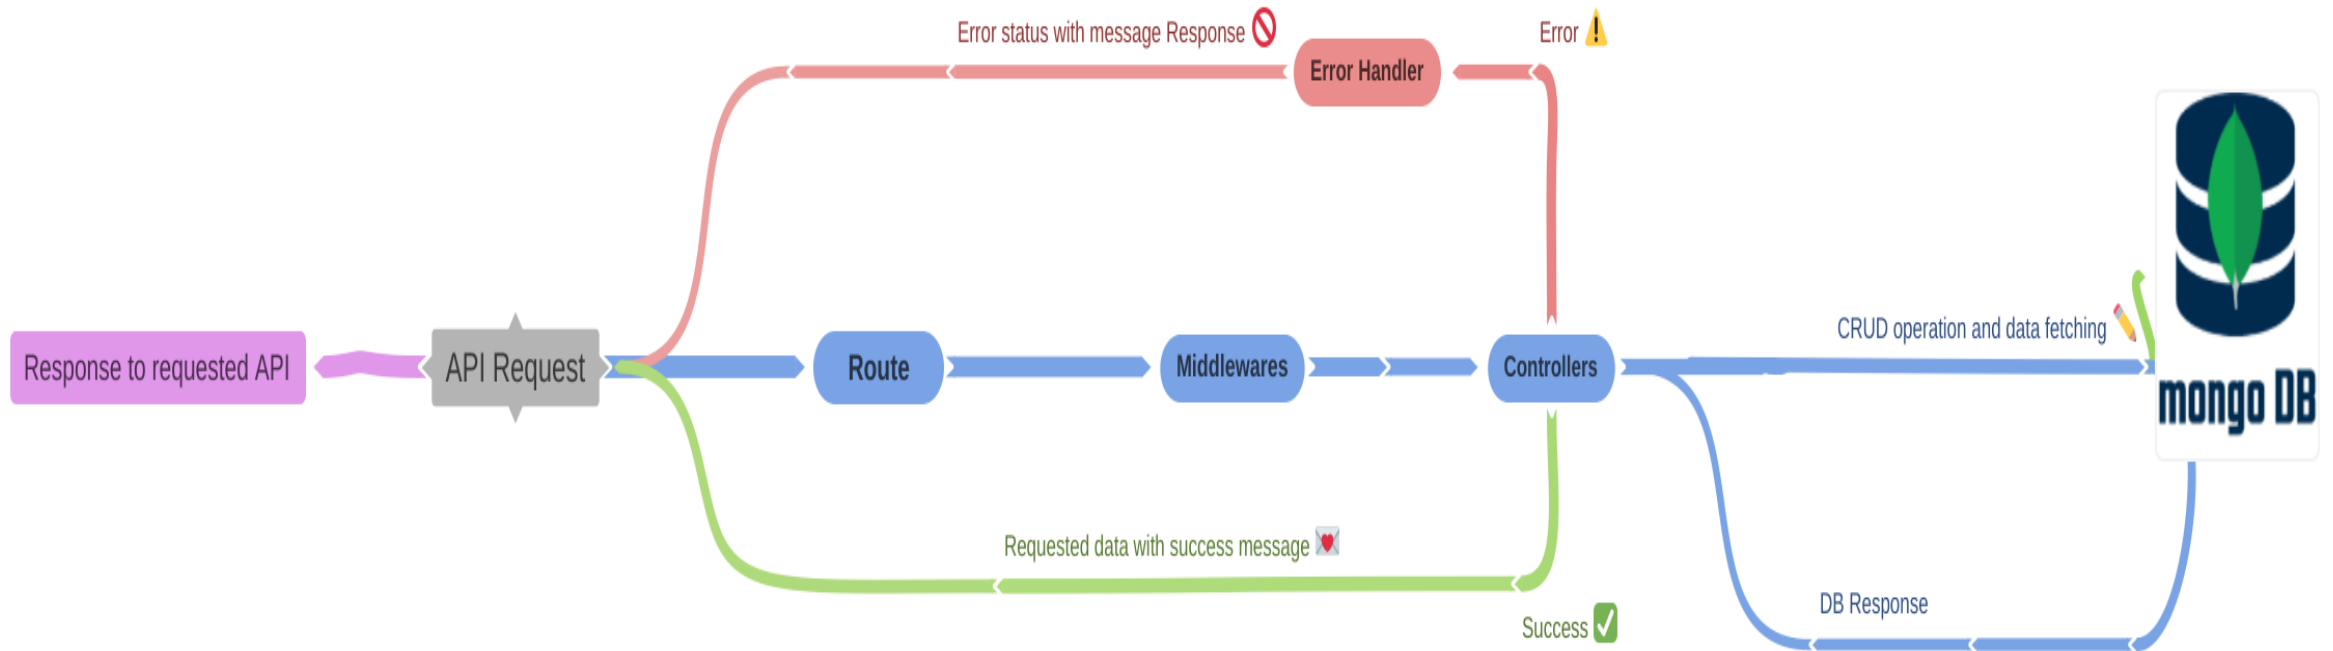 Error status with message Response
Error
Error Handler
Response to requested API
API Request
Route
Middlewares
Controllers
CRUD operation and data fetching
mongo DB
Requested data with success message
Success
DB Response